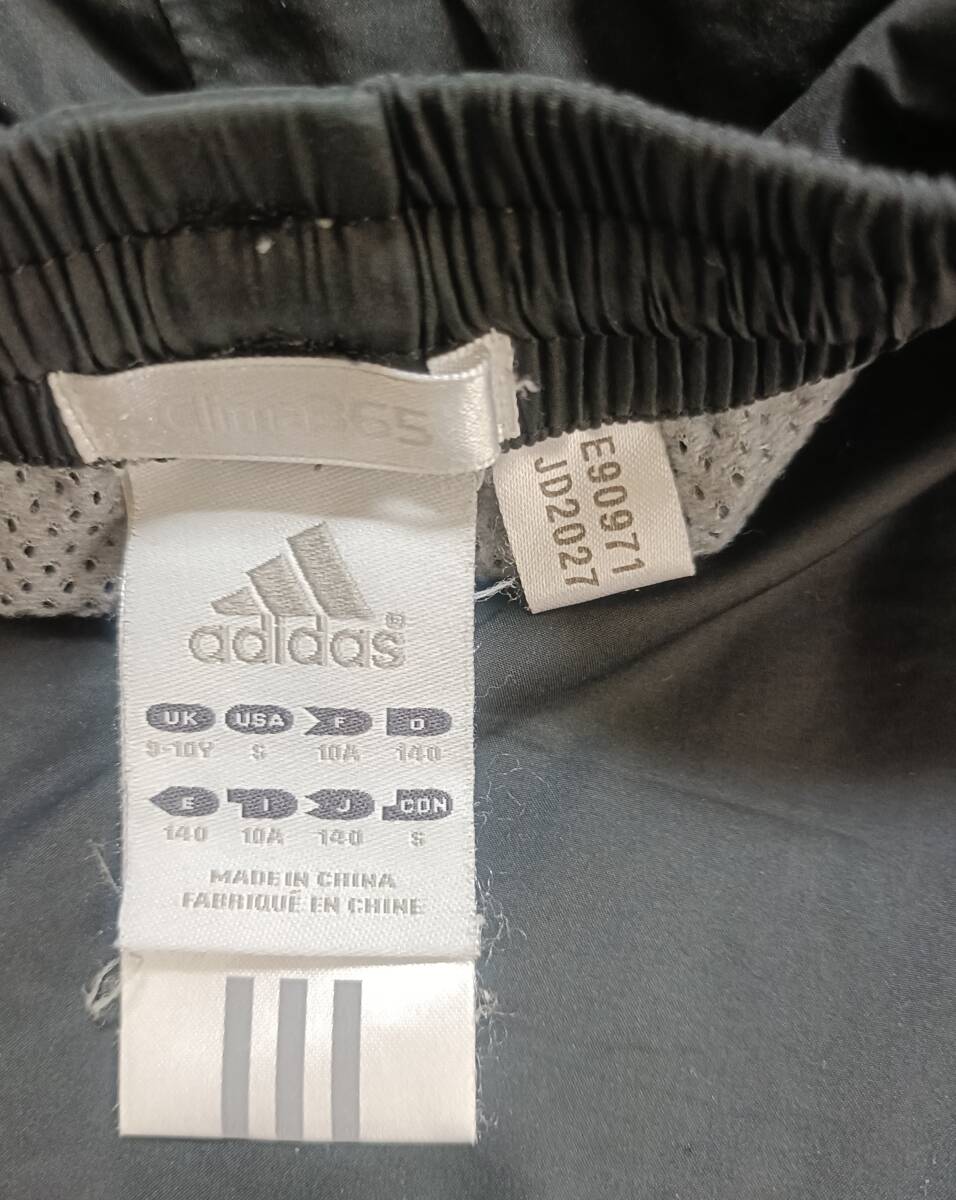 clima365
E90971
JD2027
adidas®
UK USA F D
9-10Y S 10A 140
E I J CDN
140 10A 140 S
MADE IN CHINA
FABRIQUÉ EN CHINE